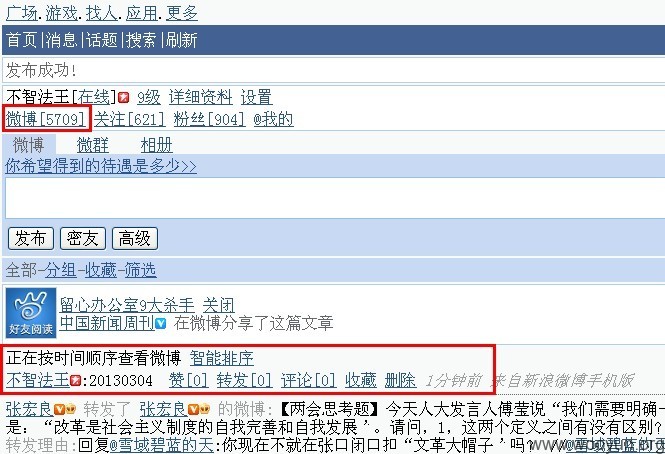 广场.游戏.找人.应用.更多
首页|消息|话题|搜索|刷新
发布成功!
不智法王[在线] 9级 详细资料 设置
微博[5709] 关注[621] 粉丝[904] @我的
微博 微群 相册
你希望得到的待遇是多少>>
发布 密友 高级
全部-分组-收藏-筛选
好友阅读
留心办公室9大杀手 关闭
中国新闻周刊 在微博分享了这篇文章
正在按时间顺序查看微博 智能排序
不智法王:20130304 赞[0] 转发[0] 评论[0] 收藏 删除 1分钟前 来自新浪微博手机版
张宏良 转发了 张宏良 的微博:【两会思考题】今天人大发言人傅莹说“我们需要明确一
是:“改革是社会主义制度的自我完善和自我发展’。请问，1，这两个定义之间有没有区别?
转发理由:回复@雪域碧蓝的天:你现在不就在张口闭口扣“文革大帽子’吗?